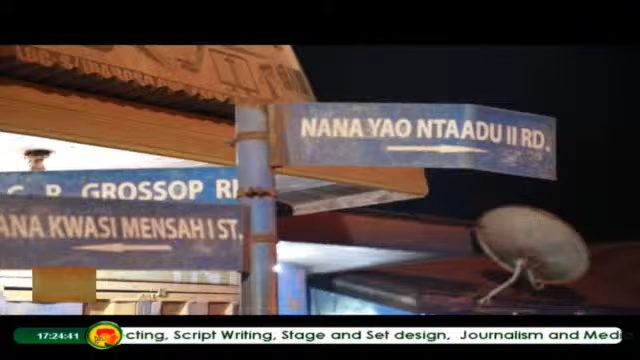 NANA YAO NTAADU II RD.
GROSSOP
KWASI MENSAH I ST.
17:24:41 cting, Script Writing, Stage and Set design, Journalism and Med